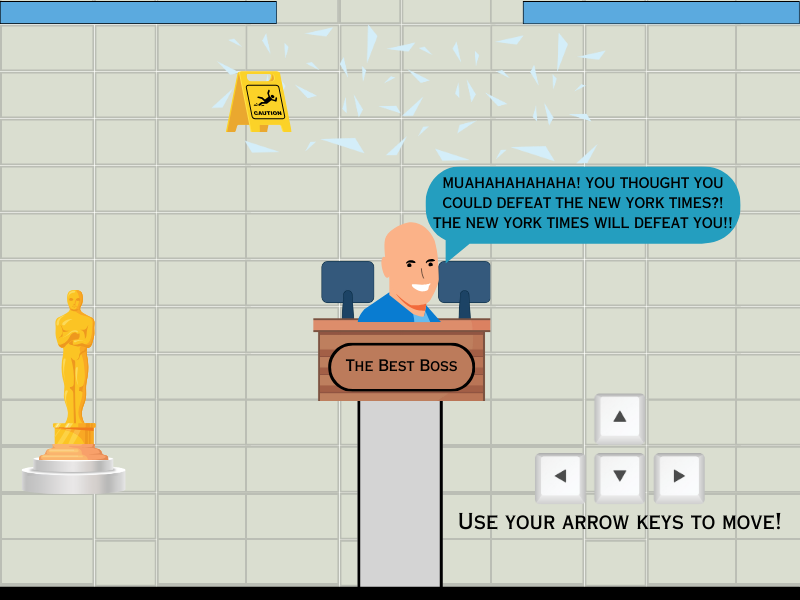 CAUTION
MUAHAHAHAHAHA! YOU THOUGHT YOU
COULD DEFEAT THE NEW YORK TIMES?!
THE NEW YORK TIMES WILL DEFEAT YOU!!
THE BEST BOSS
USE YOUR ARROW KEYS TO MOVE!